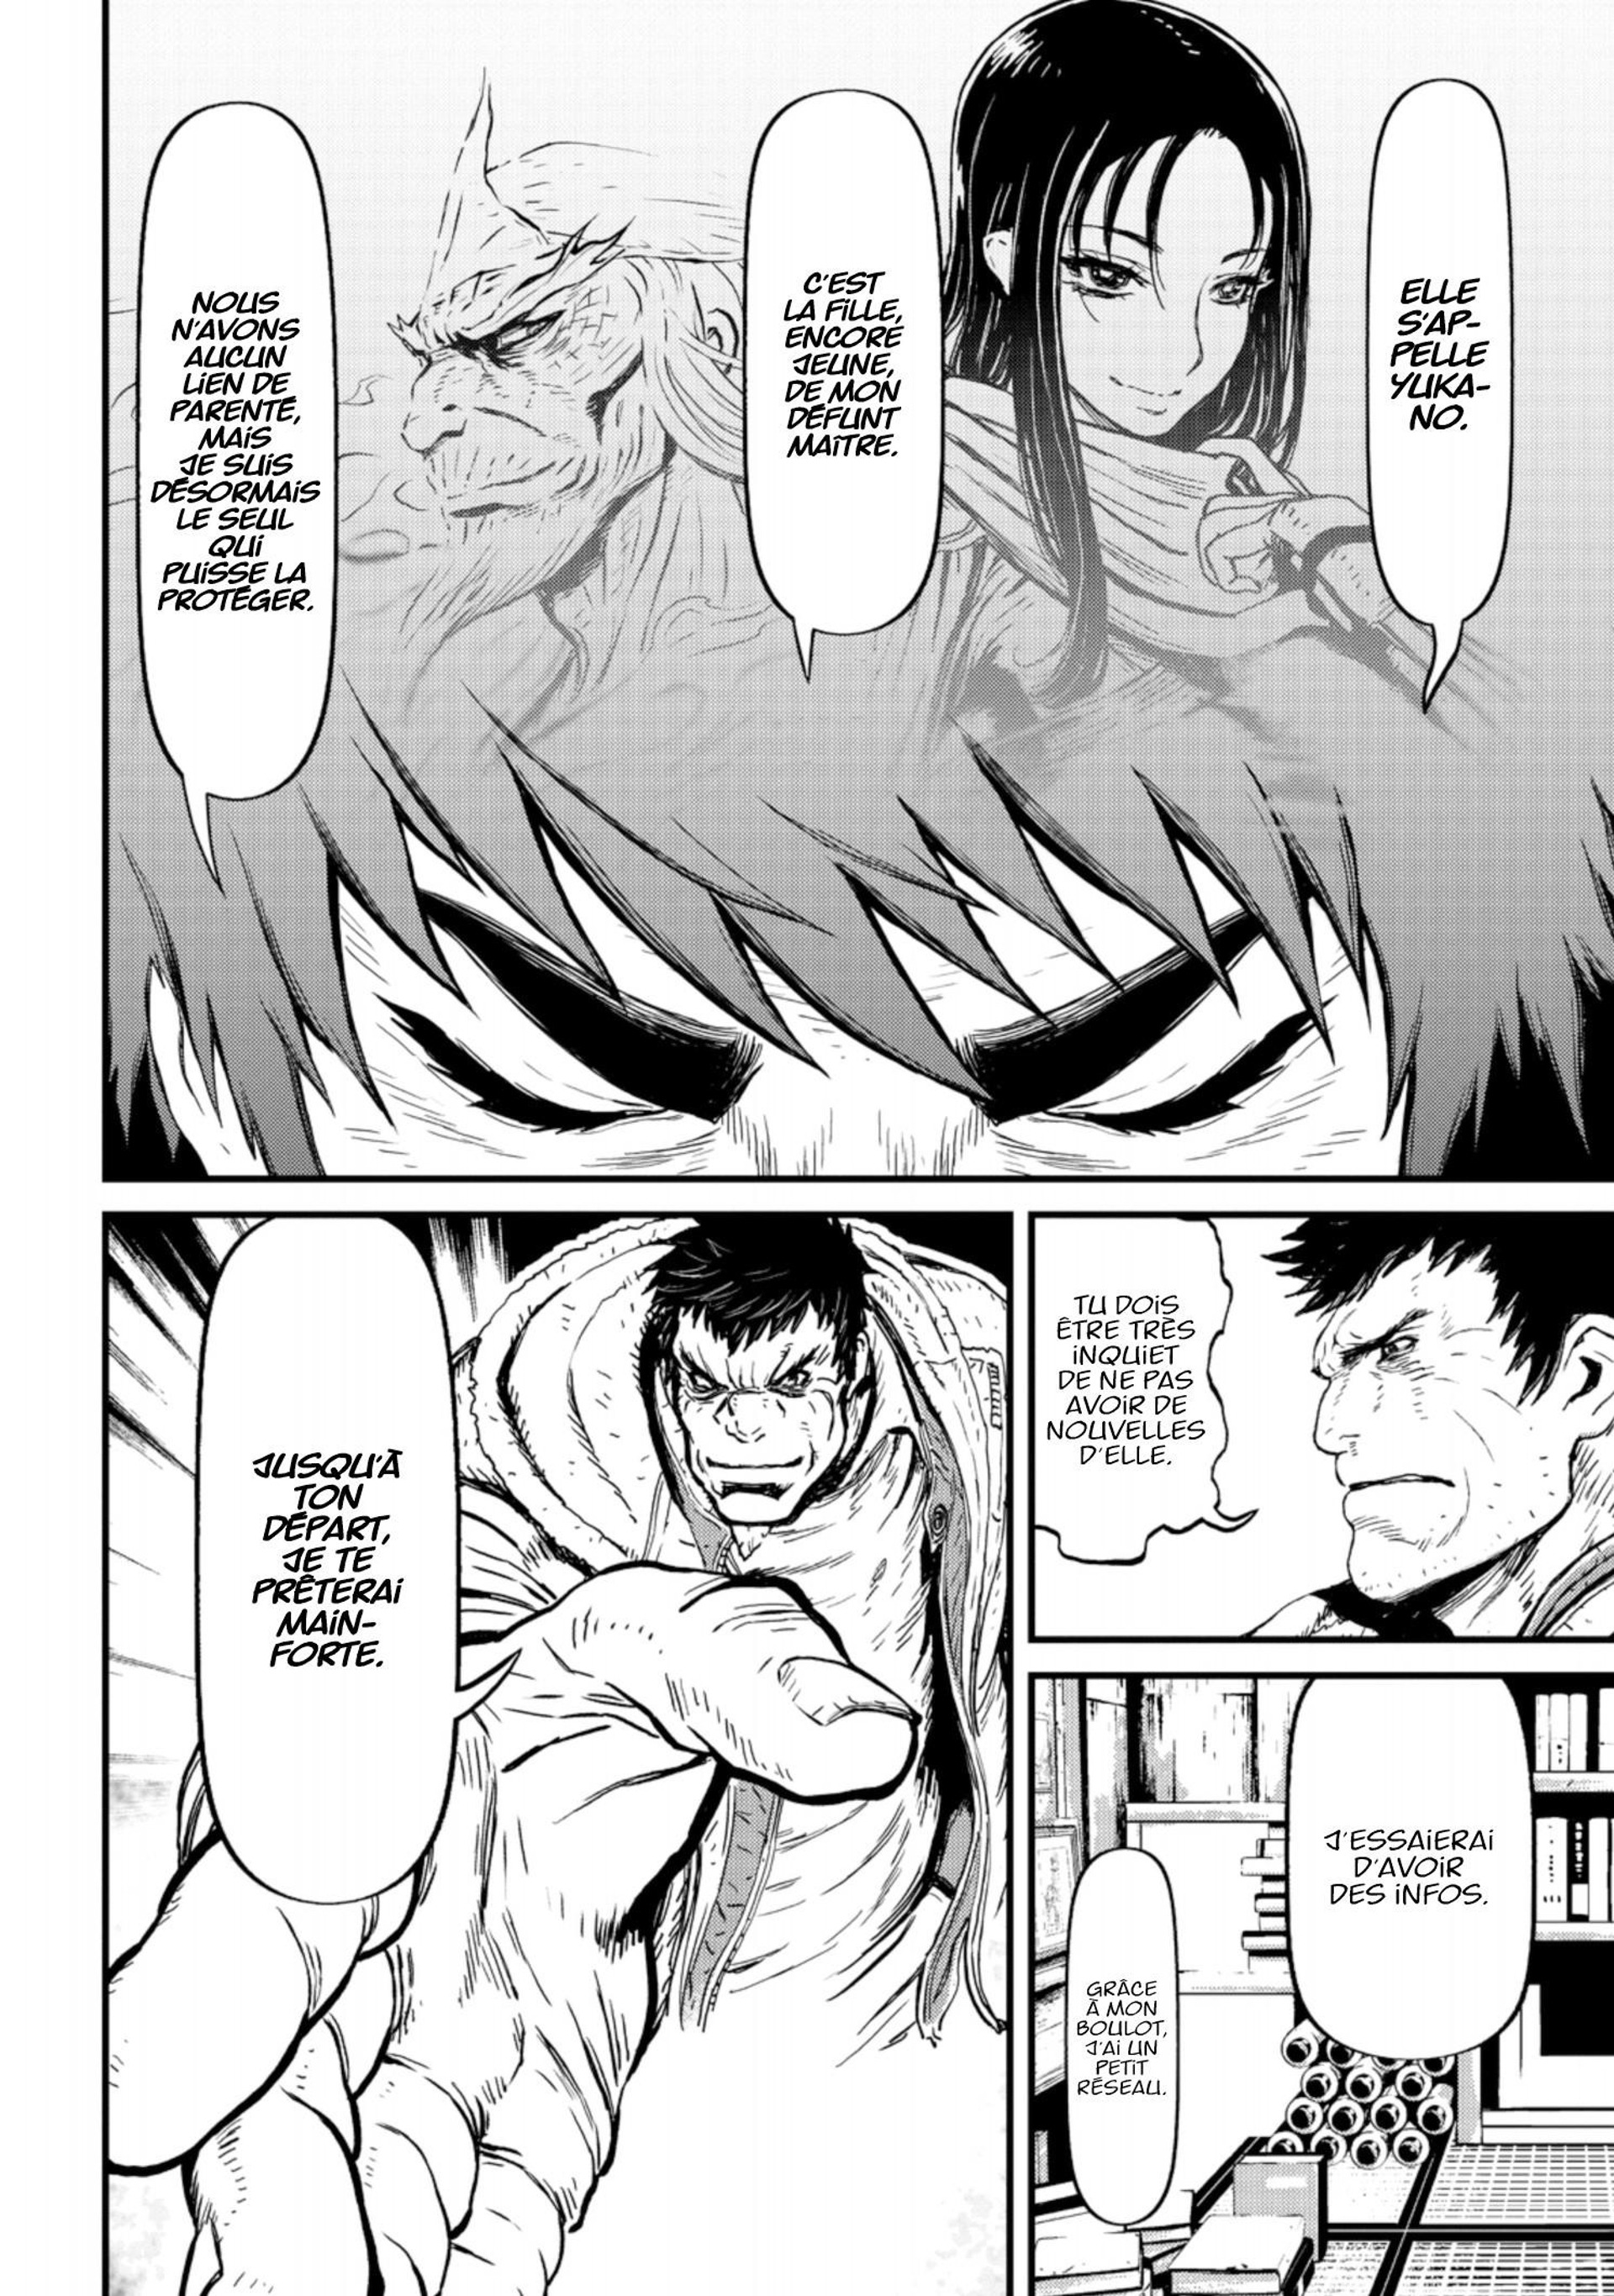 ELLE
S'AP-
PELLE
YUKA-
NO.
C'EST
LA FILLE,
ENCORE
JEUNE,
DE MON
DÉFUNT
MAÎTRE.
NOUS
N'AVONS
AUCUN
LIEN DE
PARENTÉ,
MAIS
JE SUIS
DÉSORMAIS
LE SEUL
QUI
PUISSE LA
PROTÉGER.
TU DOIS
ÊTRE TRÈS
INQUIET
DE NE PAS
AVOIR DE
NOUVELLES
D'ELLE.
J'ESSAIERAI
D'AVOIR
DES INFOS.
GRÂCE
À MON
BOULOT,
J'AI UN
PETIT
RÉSEAU.
JUSQU'À
TON
DÉPART,
JE TE
PRÊTERAI
MAIN-
FORTE.